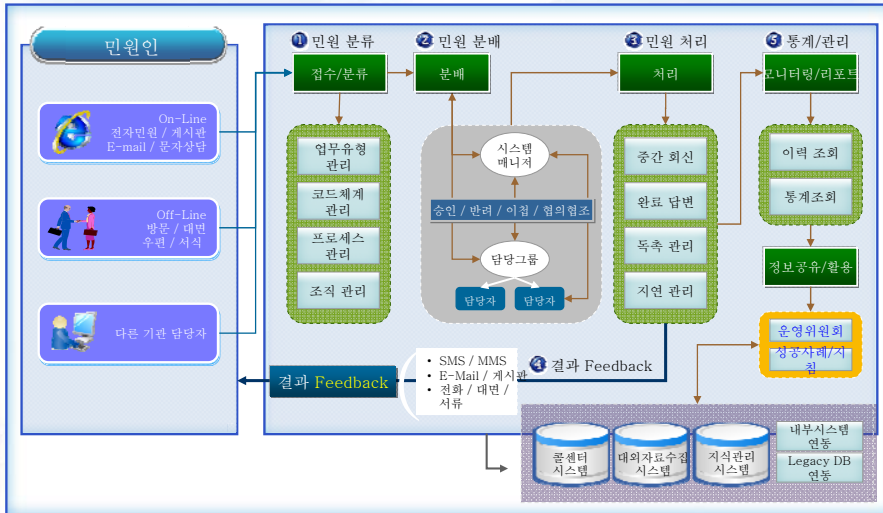 민원인
On-Line
전자민원 / 게시판
E-mail / 문자상담
Off-Line
방문 / 대면
우편 / 서식
다른 기관 담당자
1 민원 분류
접수/분류
업무유형
관리
코드체계
관리
프로세스
관리
조직 관리
2 민원 분배
분배
시스템
매니저
승인 / 반려 / 이첩 / 협의협조
담당그룹
담당자
담당자
3 민원 처리
처리
중간 회신
완료 답변
독촉 관리
지연 관리
5 통계/관리
모니터링/리포트
이력 조회
통계조회
정보공유/활용
운영위원회
성공사례/지
침
4 결과 Feedback
• SMS / MMS
• E-Mail / 게시판
• 전화 / 대면 /
서류
결과 Feedback
콜센터
시스템
대외자료수집
시스템
지식관리
시스템
내부시스템
연동
Legacy DB
연동